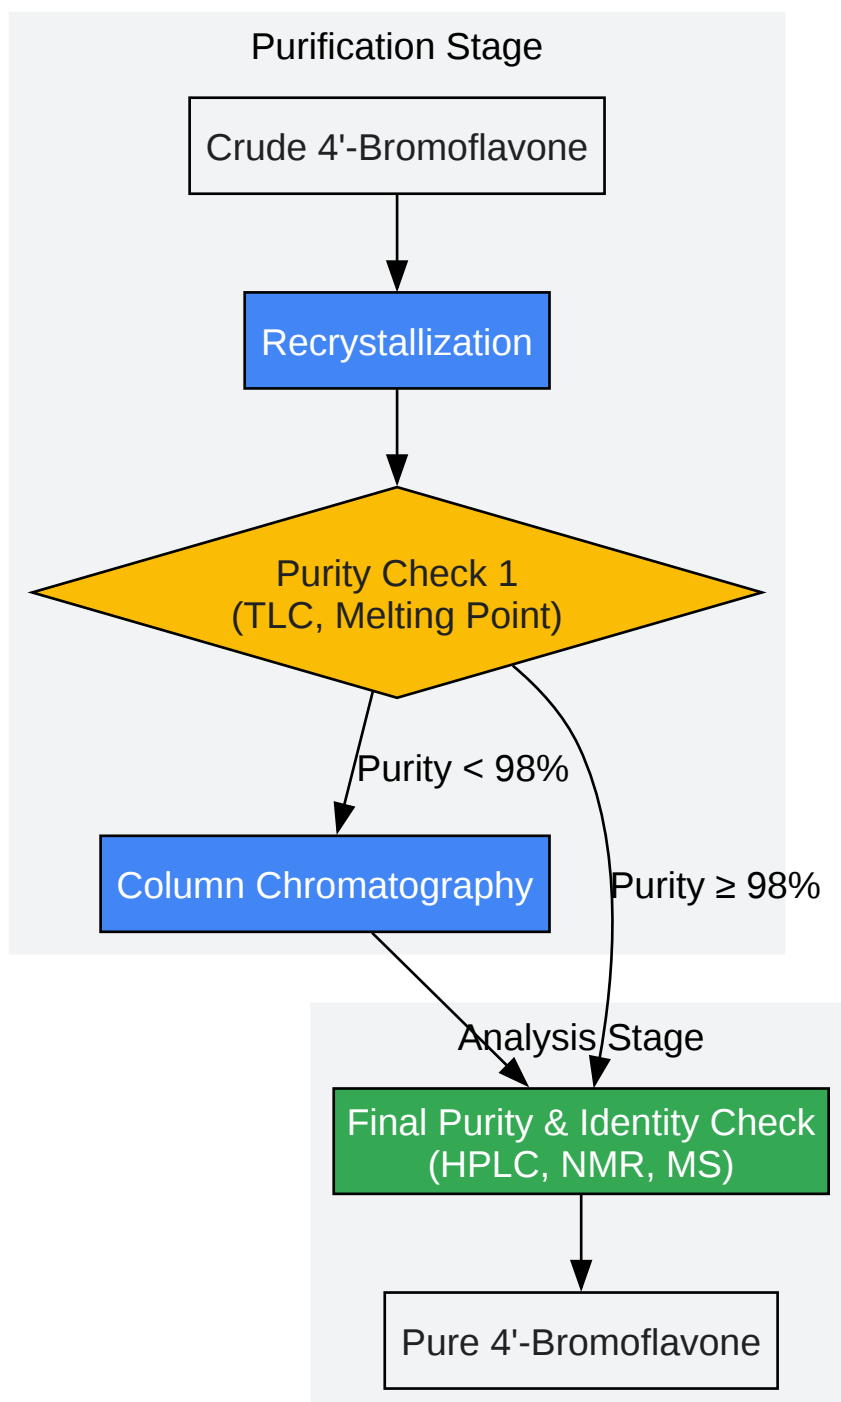 Purification Stage
Crude 4'-Bromoflavone
Recrystallization
Purity Check 1
(TLC, Melting Point)
Purity < 98%
Column Chromatography
Purity ≥ 98%
Analysis Stage
Final Purity & Identity Check
(HPLC, NMR, MS)
Pure 4'-Bromoflavone